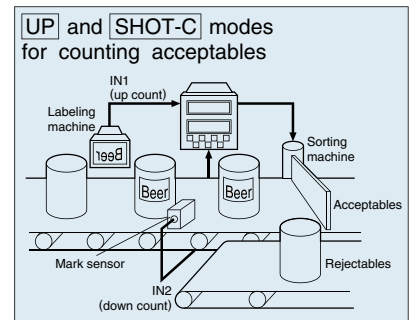 UP and SHOT-C modes
for counting acceptables
IN1
(up count)
Labeling
machine
Beer
Sorting
machine
Beer
Beer
Acceptables
Mark sensor
Rejectables
IN2
(down count)